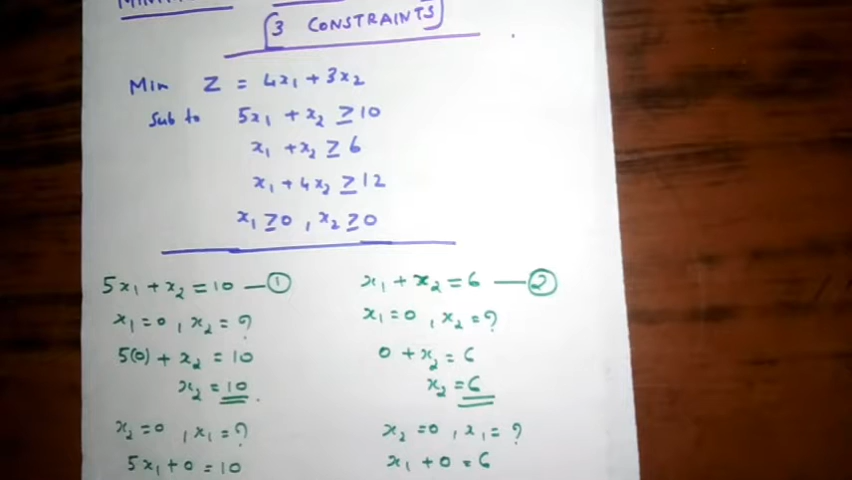 3 CONSTRAINTS
Min Z = 4x₁ + 3x₂
Sub to 5x₁ + x₂ ≥ 10
x₁ + x₂ ≥ 6
x₁ + 4x₂ ≥ 12
x₁ ≥ 0 , x₂ ≥ 0
5x₁ + x₂ = 10 — ①
x₁ = 0 , x₂ = ?
5(0) + x₂ = 10
x₂ = 10
x₂ = 0 , x₁ = ?
5x₁ + 0 = 10
x₁ + x₂ = 6 — ②
x₁ = 0 , x₂ = ?
0 + x₂ = 6
x₂ = 6
x₂ = 0 , x₁ = ?
x₁ + 0 = 6